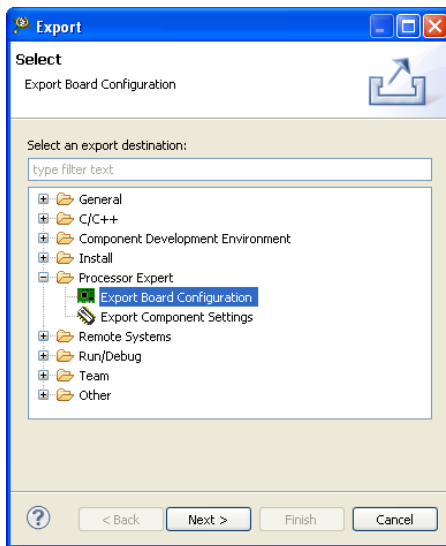 Export
Select
Export Board Configuration
Select an export destination:
type filter text
General
C/C++
Component Development Environment
Install
Processor Expert
Export Board Configuration
Export Component Settings
Remote Systems
Run/Debug
Team
Other
? < Back Next > Finish Cancel